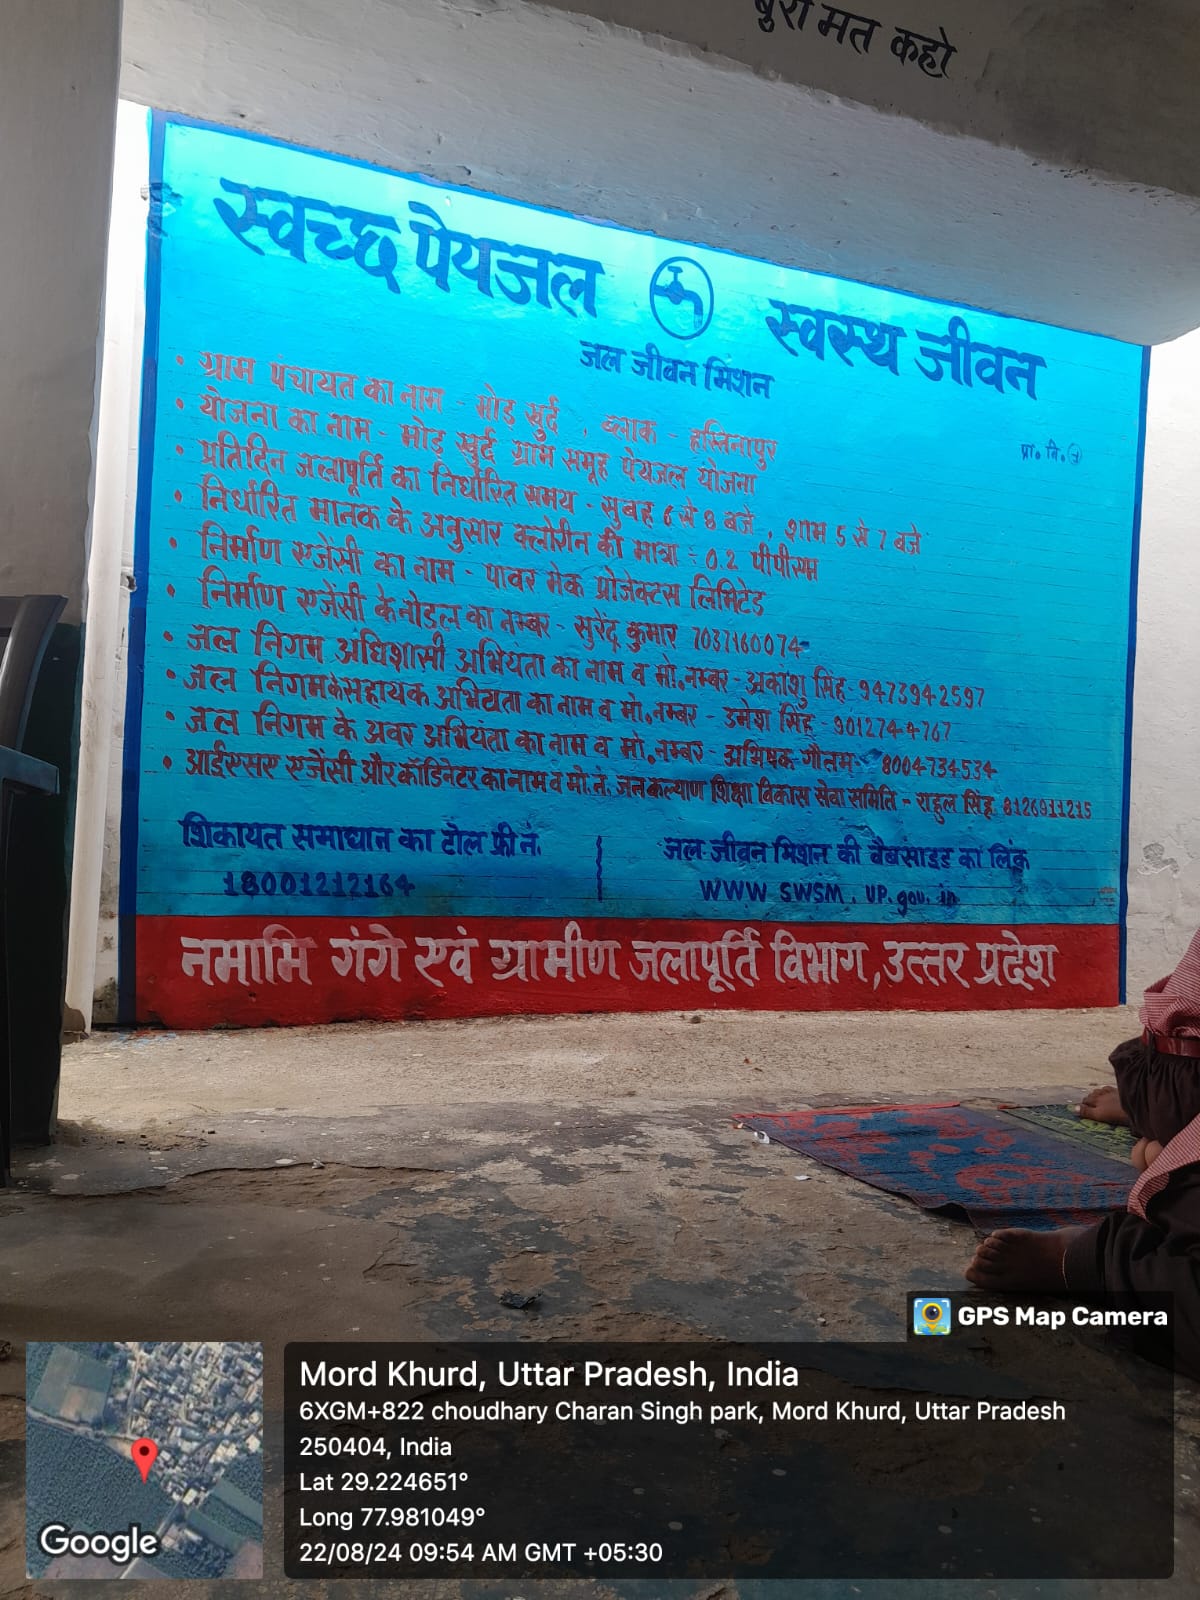 बुरा मत कहो
स्वच्छ पेयजल स्वस्थ जीवन
जल जीवन मिशन
• ग्राम पंचायत का नाम - मोड़ खुर्द , ब्लाक - हस्तिनापुर
प्रा. नि.
• योजना का नाम - मोड़ खुर्द ग्राम समूह पेयजल योजना
• प्रतिदिन जलापूर्ति का निर्धारित समय - सुबह 6 से 8 बजे , शाम 5 से 7 बजे
• निर्धारित मानक के अनुसार क्लोरीन की मात्रा : 0.2 पीपीएम
• निर्माण एजेंसी का नाम - पावर मेक प्रोजेक्टस लिमिटेड
• निर्माण एजेंसी के नोडल का नम्बर - सुरेंद्र कुमार 7037160074
• जल निगम अधिशासी अभियंता का नाम व मो. नम्बर - अकांशु सिंह - 9473942597
• जल निगम के सहायक अभियंता का नाम व मो. नम्बर - उमेश सिंह - 9012744767
• जल निगम के अवर अभियंता का नाम व मो. नम्बर - अभिषेक गौतम - 8004734534
• आईएसए एजेंसी और कॉडिनेटर का नाम व मो. नं. जन कल्याण शिक्षा विकास सेवा समिति - राहुल सिंह. 8126911215
शिकायत समाधान का टोल फ्री नं.
18001212164
जल जीवन मिशन की वैबसाइड का लिंक
WWW SWSM. UP. gov. in
नमामि गंगे एवं ग्रामीण जलापूर्ति विभाग, उत्तर प्रदेश
GPS Map Camera
Mord Khurd, Uttar Pradesh, India
6XGM+822 choudhary Charan Singh park, Mord Khurd, Uttar Pradesh
250404, India
Lat 29.224651°
Long 77.981049°
22/08/24 09:54 AM GMT +05:30
Google